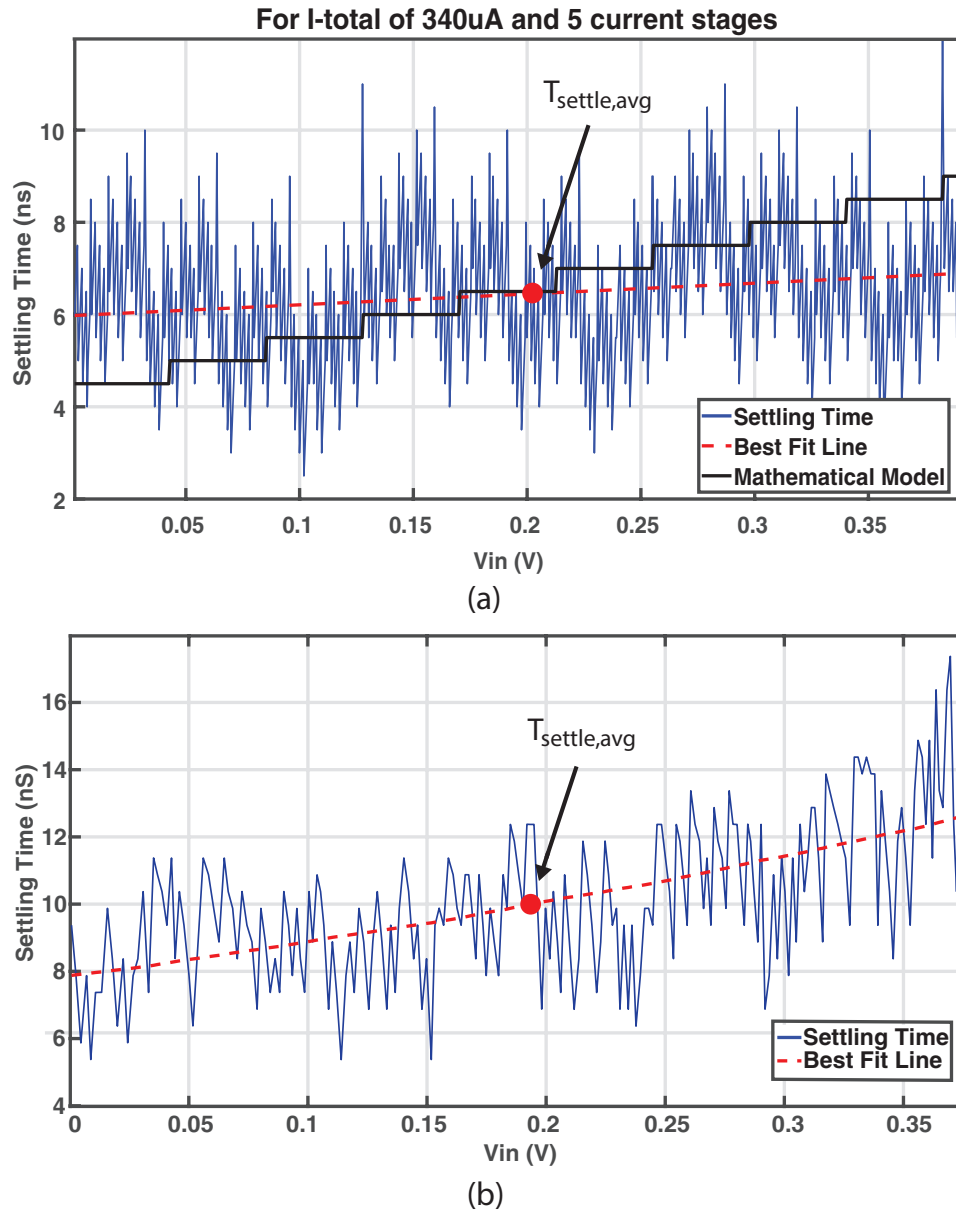 For I-total of 340uA and 5 current stages
Tsettle,avg
10
8
6
4
2
Settling Time (ns)
Settling Time
Best Fit Line
Mathematical Model
0.05 0.1 0.15 0.2 0.25 0.3 0.35
Vin (V)
(a)
Tsettle,avg
16
14
12
10
8
6
4
Settling Time (nS)
Settling Time
Best Fit Line
0 0.05 0.1 0.15 0.2 0.25 0.3 0.35
Vin (V)
(b)